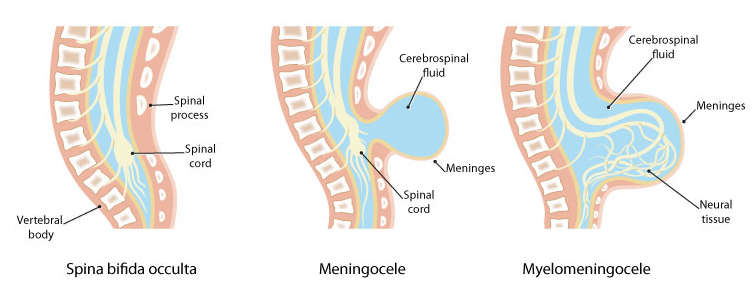 Spinal
process
Spinal
cord
Vertebral
body
Spina bifida occulta
Cerebrospinal
fluid
Meninges
Spinal
cord
Meningocele
Cerebrospinal
fluid
Meninges
Neural
tissue
Myelomeningocele